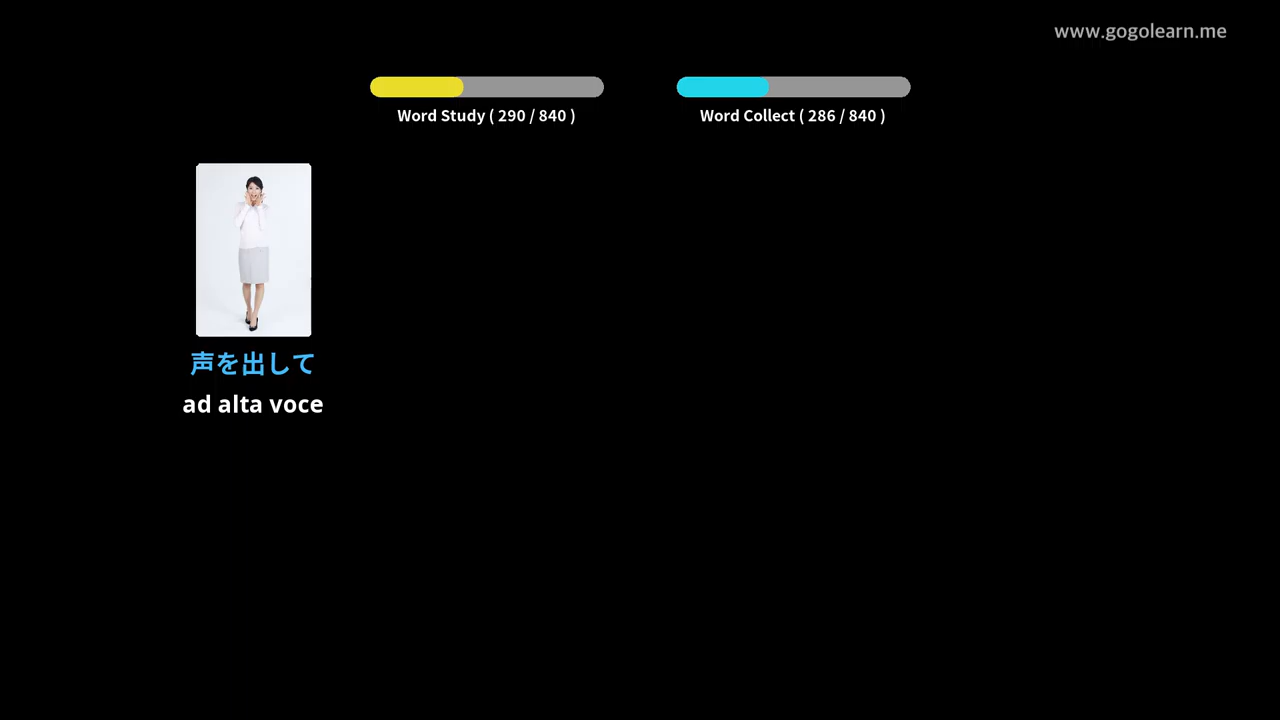 www.gogolearn.me
Word Study ( 290 / 840 )
Word Collect ( 286 / 840 )
声を出して
ad alta voce